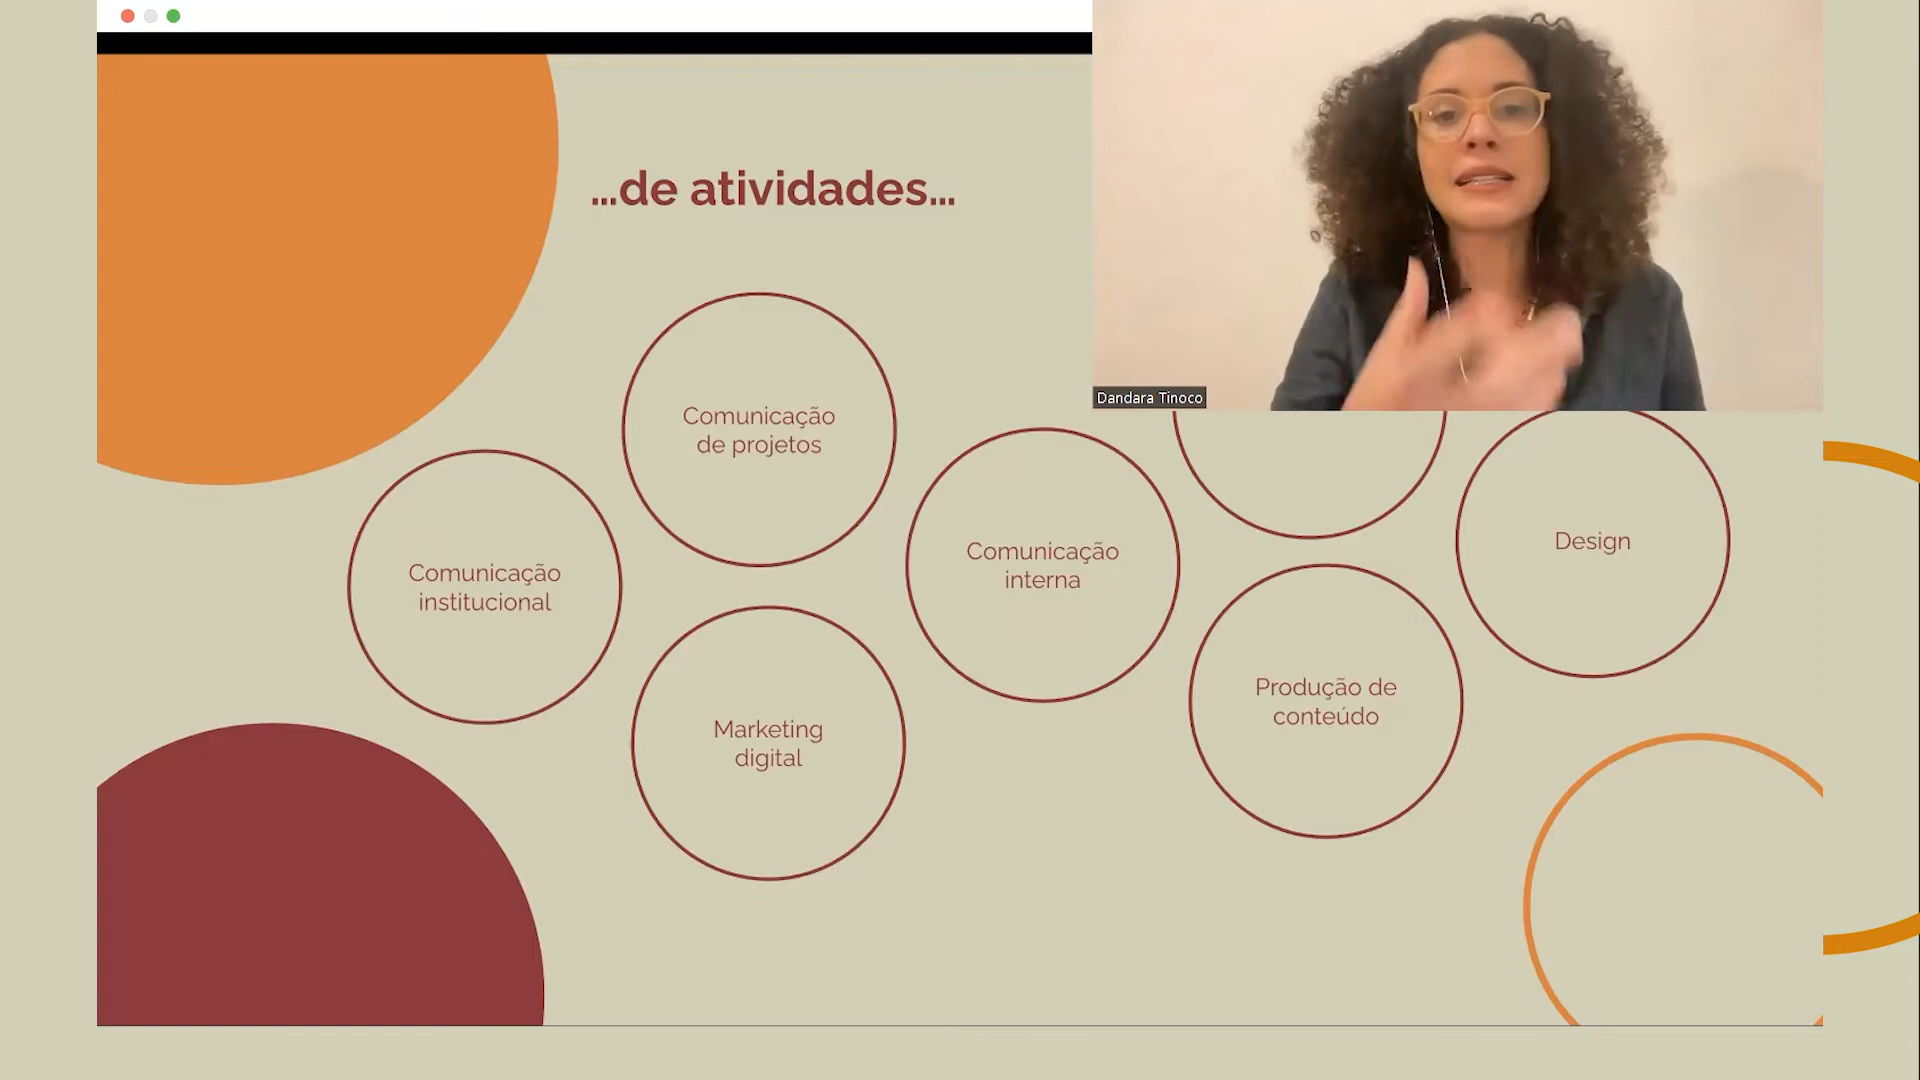 ...de atividades...
Comunicação
de projetos
Comunicação
institucional
Comunicação
interna
Marketing
digital
Produção de
conteúdo
Design
Dandara Tinoco